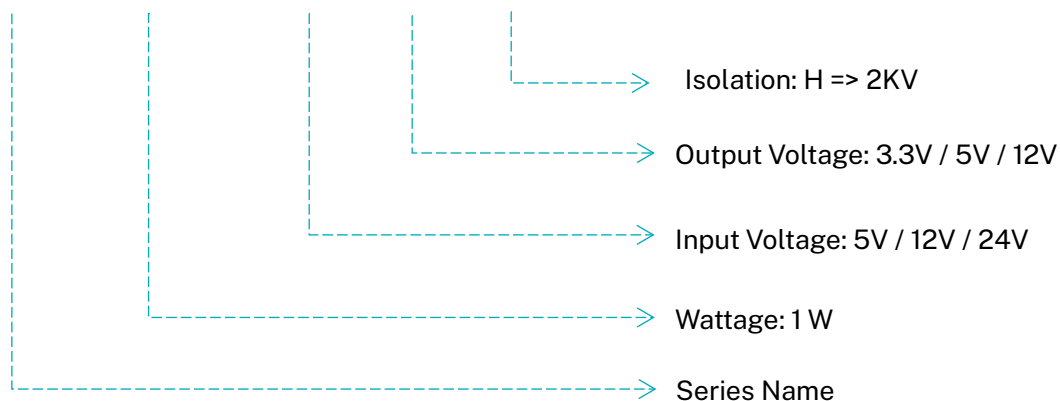 Isolation: H => 2KV
Output Voltage: 3.3V / 5V / 12V
Input Voltage: 5V / 12V / 24V
Wattage: 1 W
Series Name